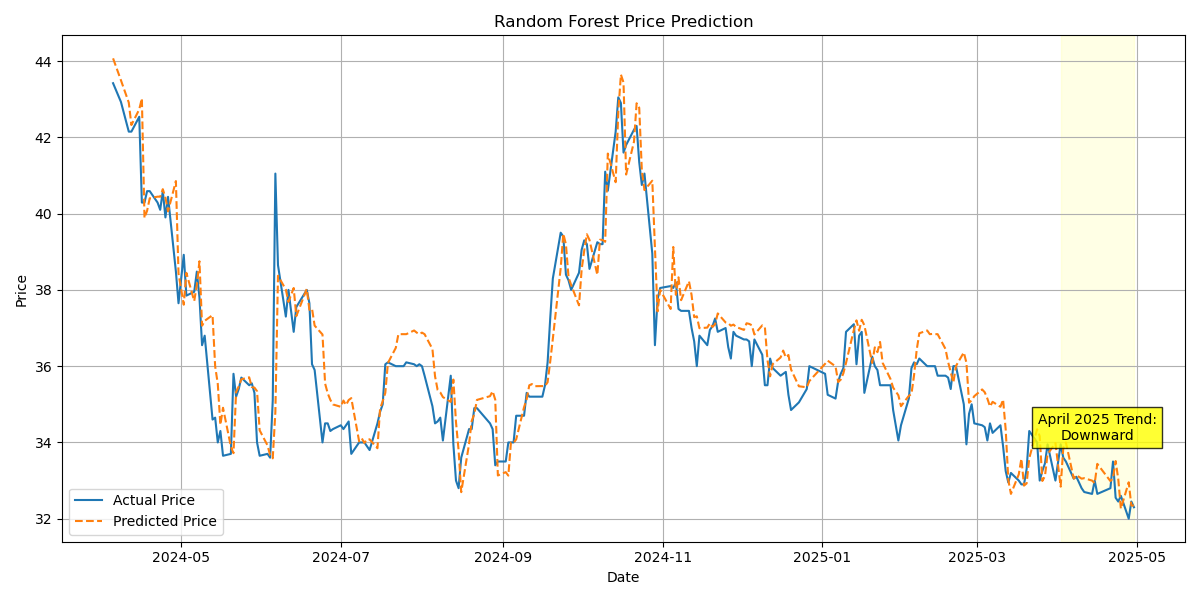 Random Forest Price Prediction
44
42
40
38
36
34
32
Price
April 2025 Trend:
Downward
Actual Price
Predicted Price
2024-05
2024-07
2024-09
2024-11
2025-01
2025-03
2025-05
Date